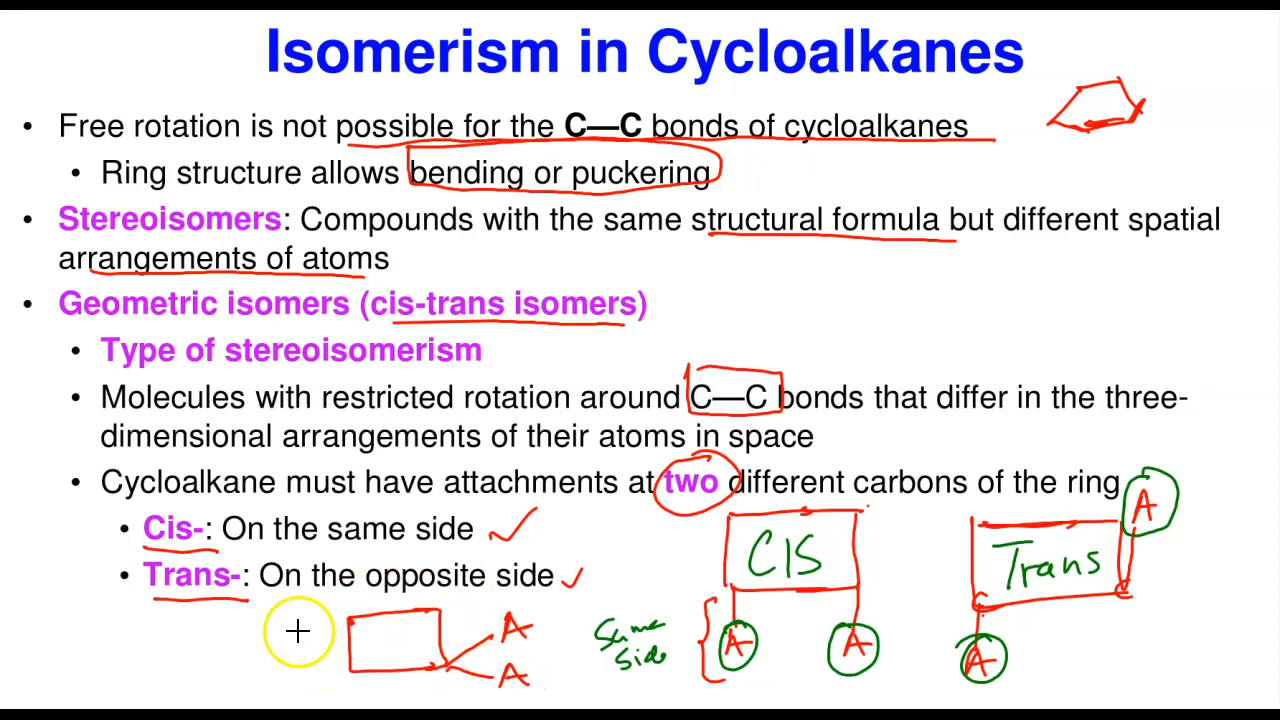 Isomerism in Cycloalkanes
• Free rotation is not possible for the C—C bonds of cycloalkanes
• Ring structure allows bending or puckering
• Stereoisomers: Compounds with the same structural formula but different spatial
arrangements of atoms
• Geometric isomers (cis-trans isomers)
• Type of stereoisomerism
• Molecules with restricted rotation around C—C bonds that differ in the three-
dimensional arrangements of their atoms in space
• Cycloalkane must have attachments at two different carbons of the ring
• Cis-: On the same side
• Trans-: On the opposite side
CIS
Trans
A
Same
side
A
A
A
A
A
C
C